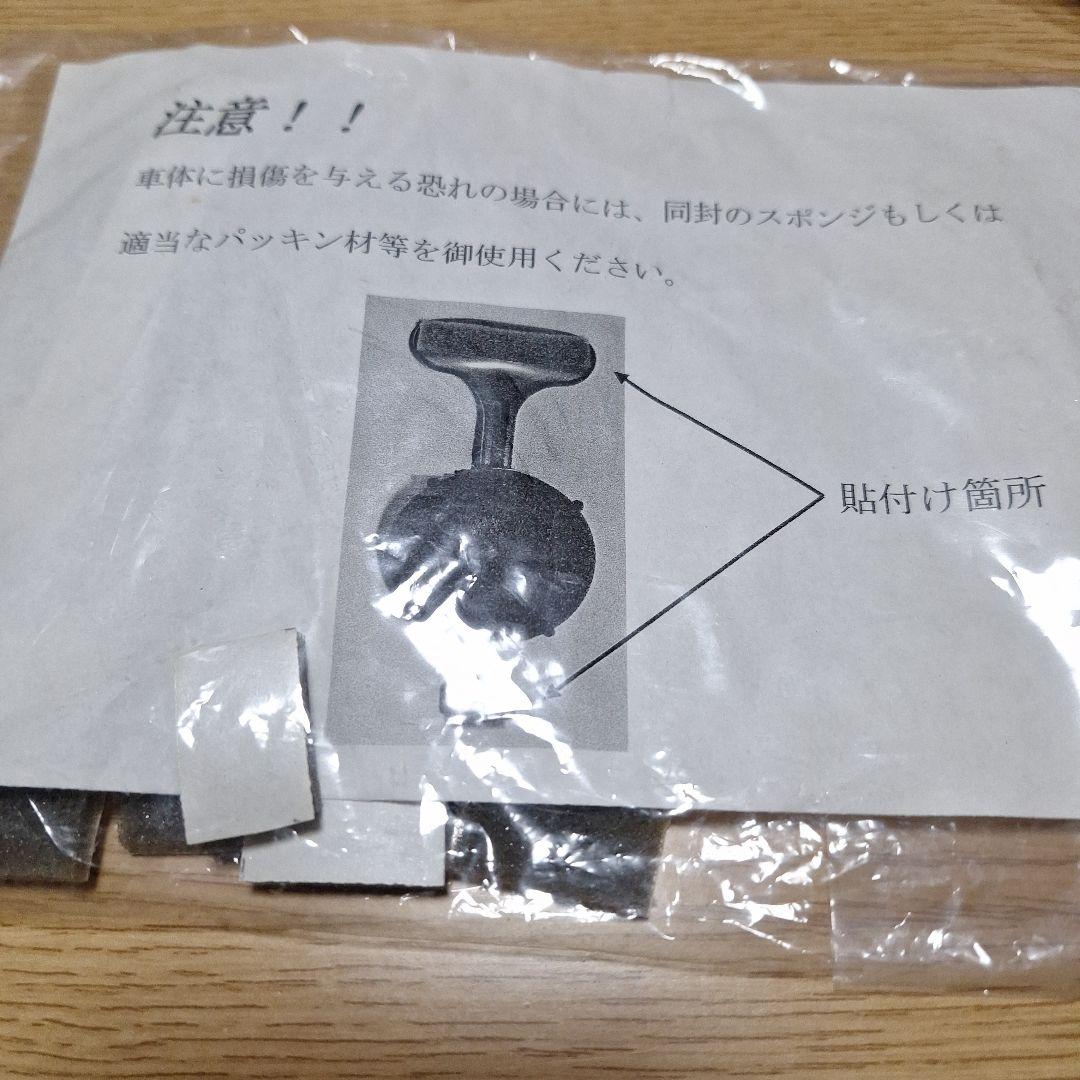 注意！！
車体に損傷を与える恐れの場合には、同封のスポンジもしくは
適当なパッキン材等を御使用ください。
貼付け箇所